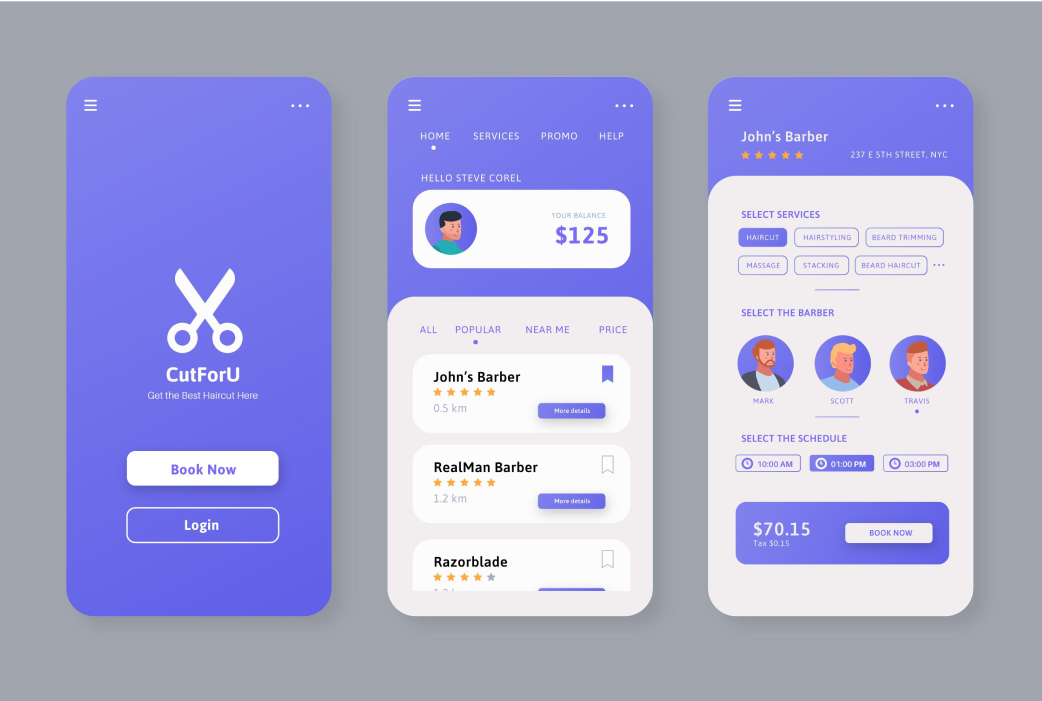 CutForU
Get the Best Haircut Here
Book Now
Login
HOME SERVICES PROMO HELP
HELLO STEVE COREL
YOUR BALANCE
$125
ALL POPULAR NEAR ME PRICE
John's Barber
0.5 km
More details
RealMan Barber
1.2 km
More details
Razorblade
John's Barber
237 E 5TH STREET, NYC
SELECT SERVICES
HAIRCUT HAIRSTYLING BEARD TRIMMING
MASSAGE STACKING BEARD HAIRCUT
SELECT THE BARBER
MARK SCOTT TRAVIS
SELECT THE SCHEDULE
10:00 AM 01:00 PM 03:00 PM
$70.15
Tax $0.15
BOOK NOW